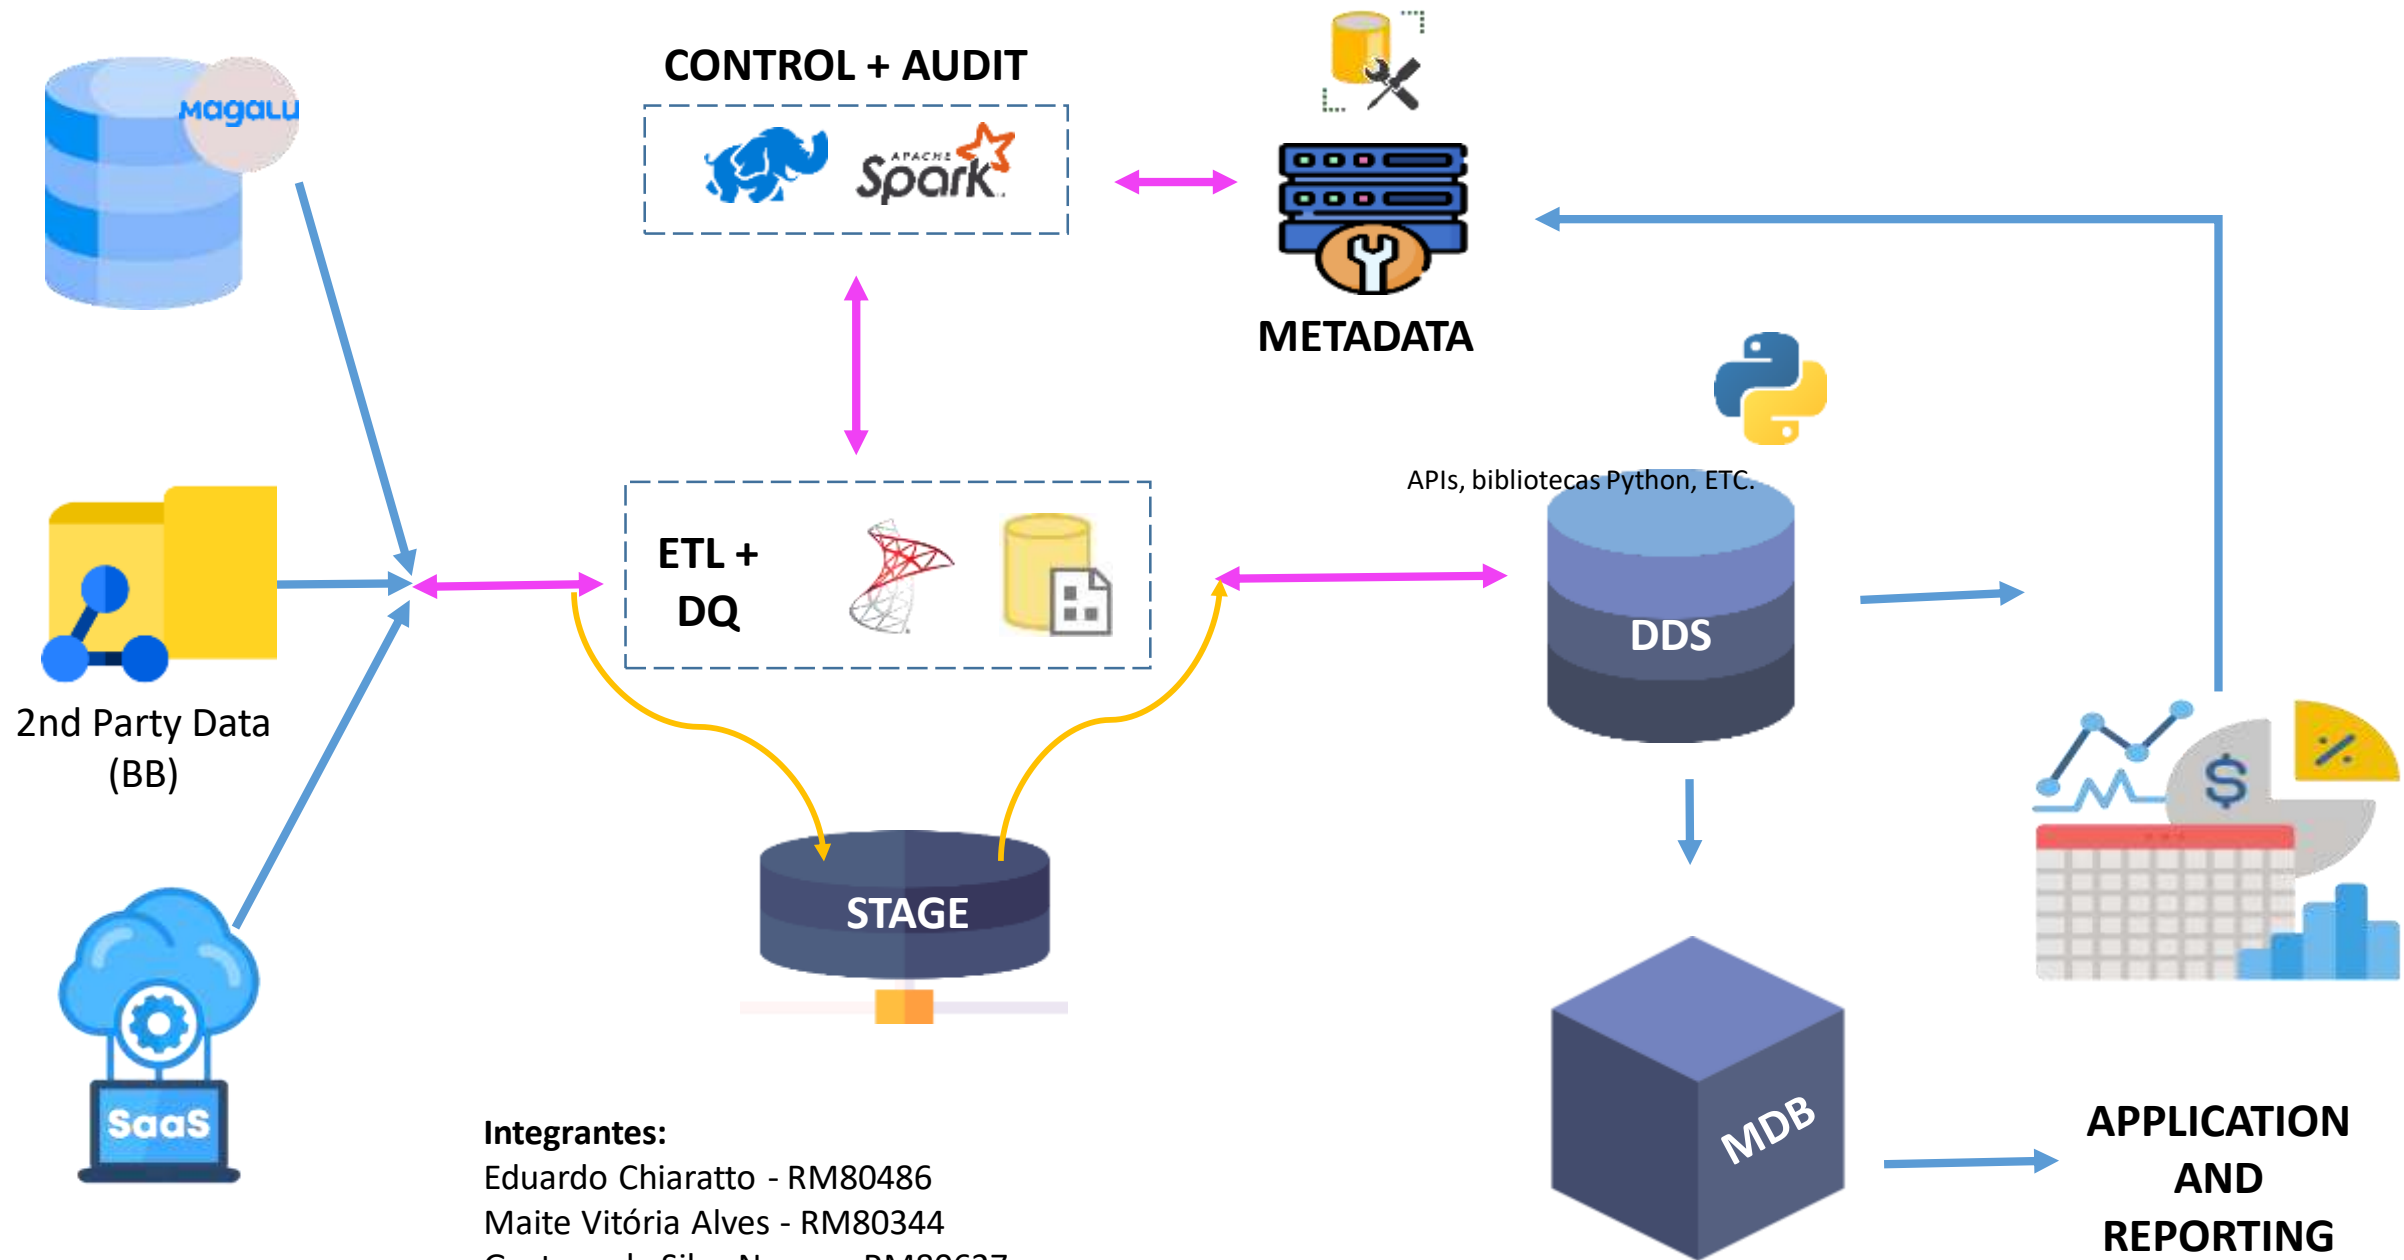 CONTROL + AUDIT
Magalu
APACHE
Spark
METADATA
APIs, bibliotecas Python, ETC.
ETL +
DQ
DDS
2nd Party Data
(BB)
STAGE
SaaS
MDB
Integrantes:
Eduardo Chiaratto - RM80486
Maite Vitória Alves - RM80344
APPLICATION
AND
REPORTING